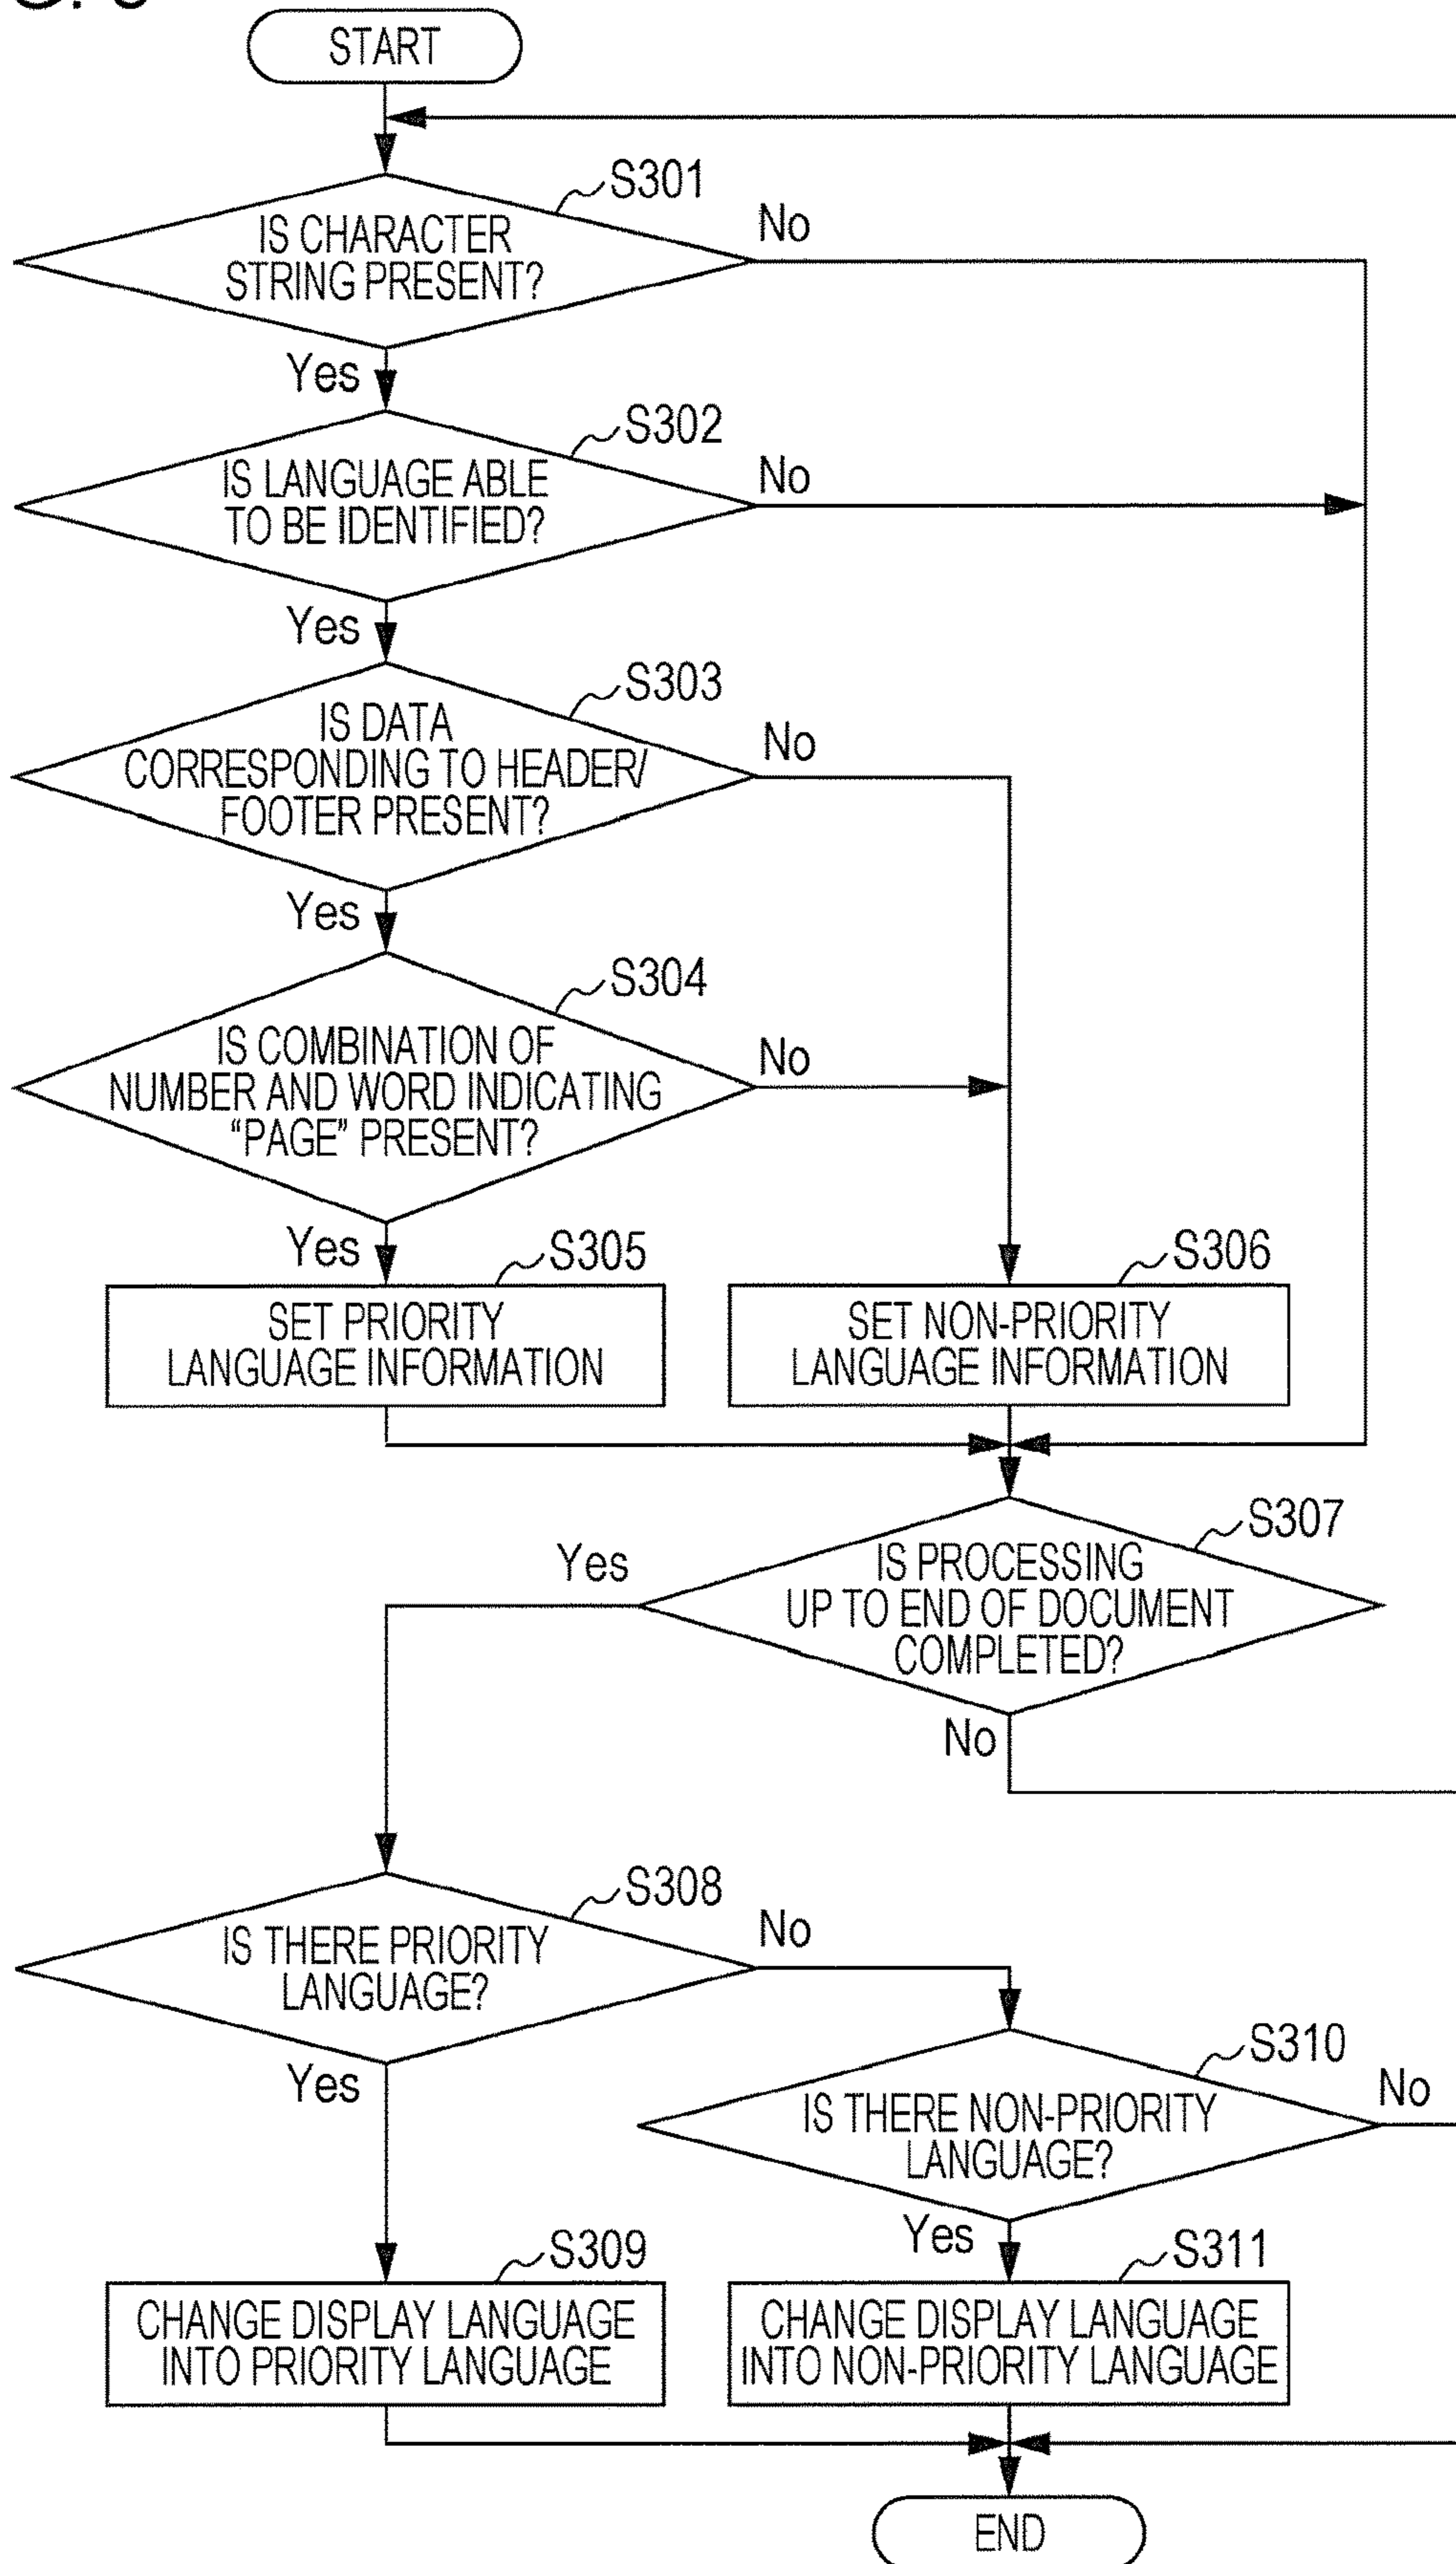 START
S301
IS CHARACTER
STRING PRESENT?
No
Yes
S302
IS LANGUAGE ABLE
TO BE IDENTIFIED?
No
Yes
S303
IS DATA
CORRESPONDING TO HEADER/
FOOTER PRESENT?
No
Yes
S304
IS COMBINATION OF
NUMBER AND WORD INDICATING
“PAGE” PRESENT?
No
Yes
S305
SET PRIORITY
LANGUAGE INFORMATION
S306
SET NON-PRIORITY
LANGUAGE INFORMATION
S307
IS PROCESSING
UP TO END OF DOCUMENT
COMPLETED?
Yes
No
S308
IS THERE PRIORITY
LANGUAGE?
No
Yes
S310
IS THERE NON-PRIORITY
LANGUAGE?
No
Yes
S309
CHANGE DISPLAY LANGUAGE
INTO PRIORITY LANGUAGE
S311
CHANGE DISPLAY LANGUAGE
INTO NON-PRIORITY LANGUAGE
END